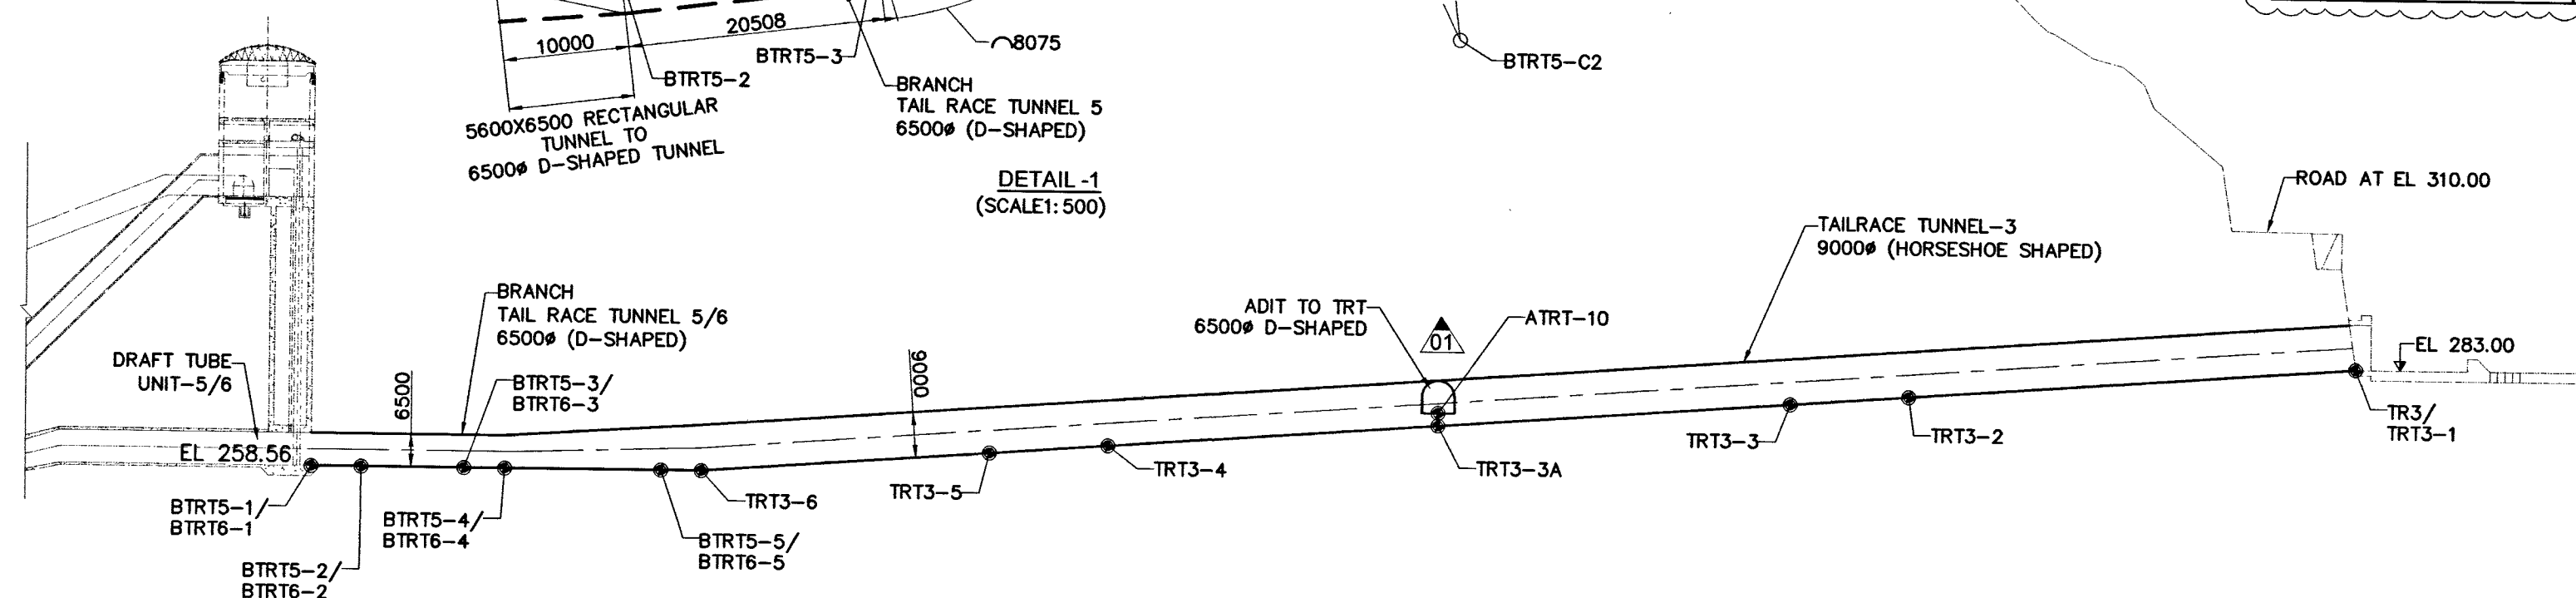 10000
20508
⌒8075
BTRT5-2
BTRT5-3
BTRT5-C2
5600X6500 RECTANGULAR
TUNNEL TO
6500ø D-SHAPED TUNNEL
BRANCH
TAIL RACE TUNNEL 5
6500ø (D-SHAPED)
DETAIL-1
(SCALE1:500)
ROAD AT EL 310.00
TAILRACE TUNNEL-3
9000ø (HORSESHOE SHAPED)
BRANCH
TAIL RACE TUNNEL 5/6
6500ø (D-SHAPED)
ADIT TO TRT
6500ø D-SHAPED
ATRT-10
01
EL 283.00
DRAFT TUBE
UNIT-5/6
EL 258.56
6500
BTRT5-3/
BTRT6-3
9000
TR3/
TRT3-1
TRT3-2
TRT3-3
TRT3-3A
TRT3-4
TRT3-5
TRT3-6
BTRT5-1/
BTRT6-1
BTRT5-4/
BTRT6-4
BTRT5-5/
BTRT6-5
BTRT5-2/
BTRT6-2